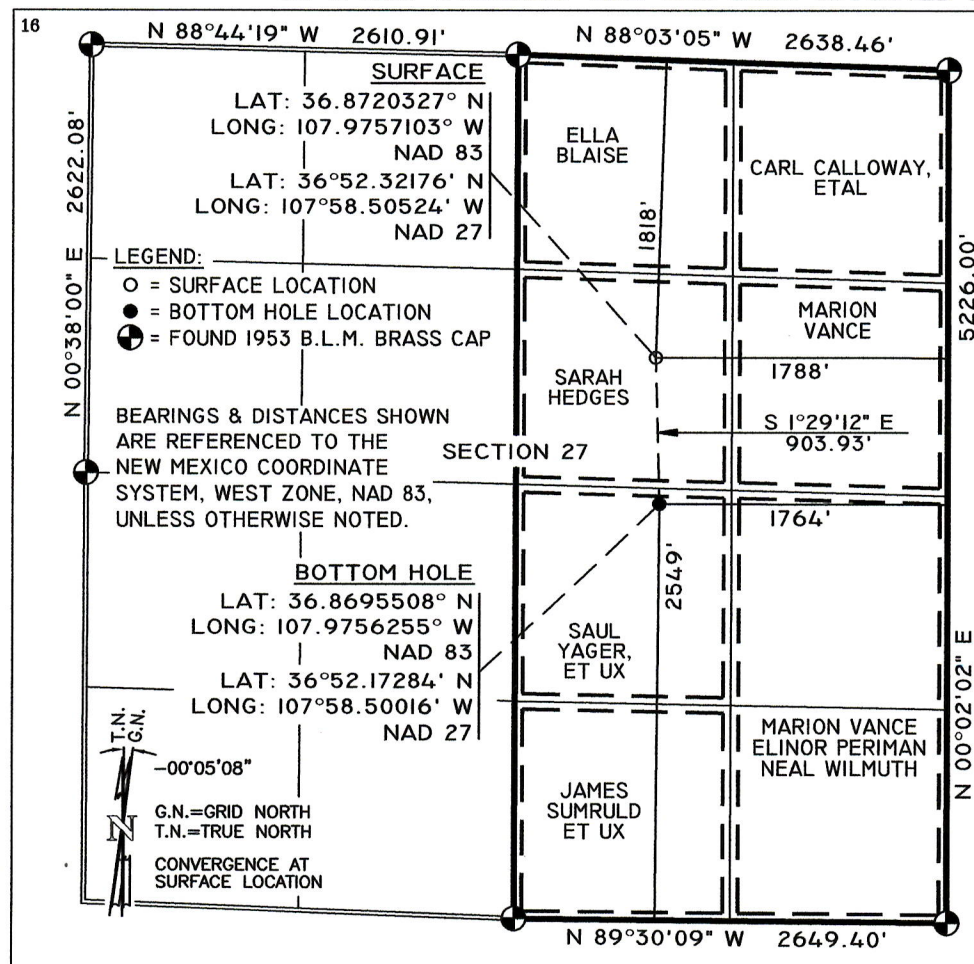 16
N 88°44'19" W 2610.91'
N 88°03'05" W 2638.46'
SURFACE
LAT: 36.8720327° N
LONG: 107.9757103° W
NAD 83
LAT: 36°52.32176' N
LONG: 107°58.50524' W
NAD 27
ELLA
BLAISE
CARL CALLOWAY,
ETAL
1818'
2622.08'
N 00°38'00" E
LEGEND:
= SURFACE LOCATION
= BOTTOM HOLE LOCATION
= FOUND 1953 B.L.M. BRASS CAP
MARION
VANCE
5226.00'
1788'
SARAH
HEDGES
BEARINGS & DISTANCES SHOWN
ARE REFERENCED TO THE
NEW MEXICO COORDINATE
SYSTEM, WEST ZONE, NAD 83,
UNLESS OTHERWISE NOTED.
S 1°29'12" E
903.93'
SECTION 27
1764'
BOTTOM HOLE
LAT: 36.8695508° N
LONG: 107.9756255° W
NAD 83
LAT: 36°52.17284' N
LONG: 107°58.50016' W
NAD 27
2549'
SAUL
YAGER,
ET UX
N 00°02'02" E
MARION VANCE
ELINOR PERIMAN
NEAL WILMUTH
T.N.
G.N.
-00°05'08"
N
G.N.=GRID NORTH
T.N.=TRUE NORTH
CONVERGENCE AT
SURFACE LOCATION
JAMES
SUMRULD
ET UX
N 89°30'09" W 2649.40'